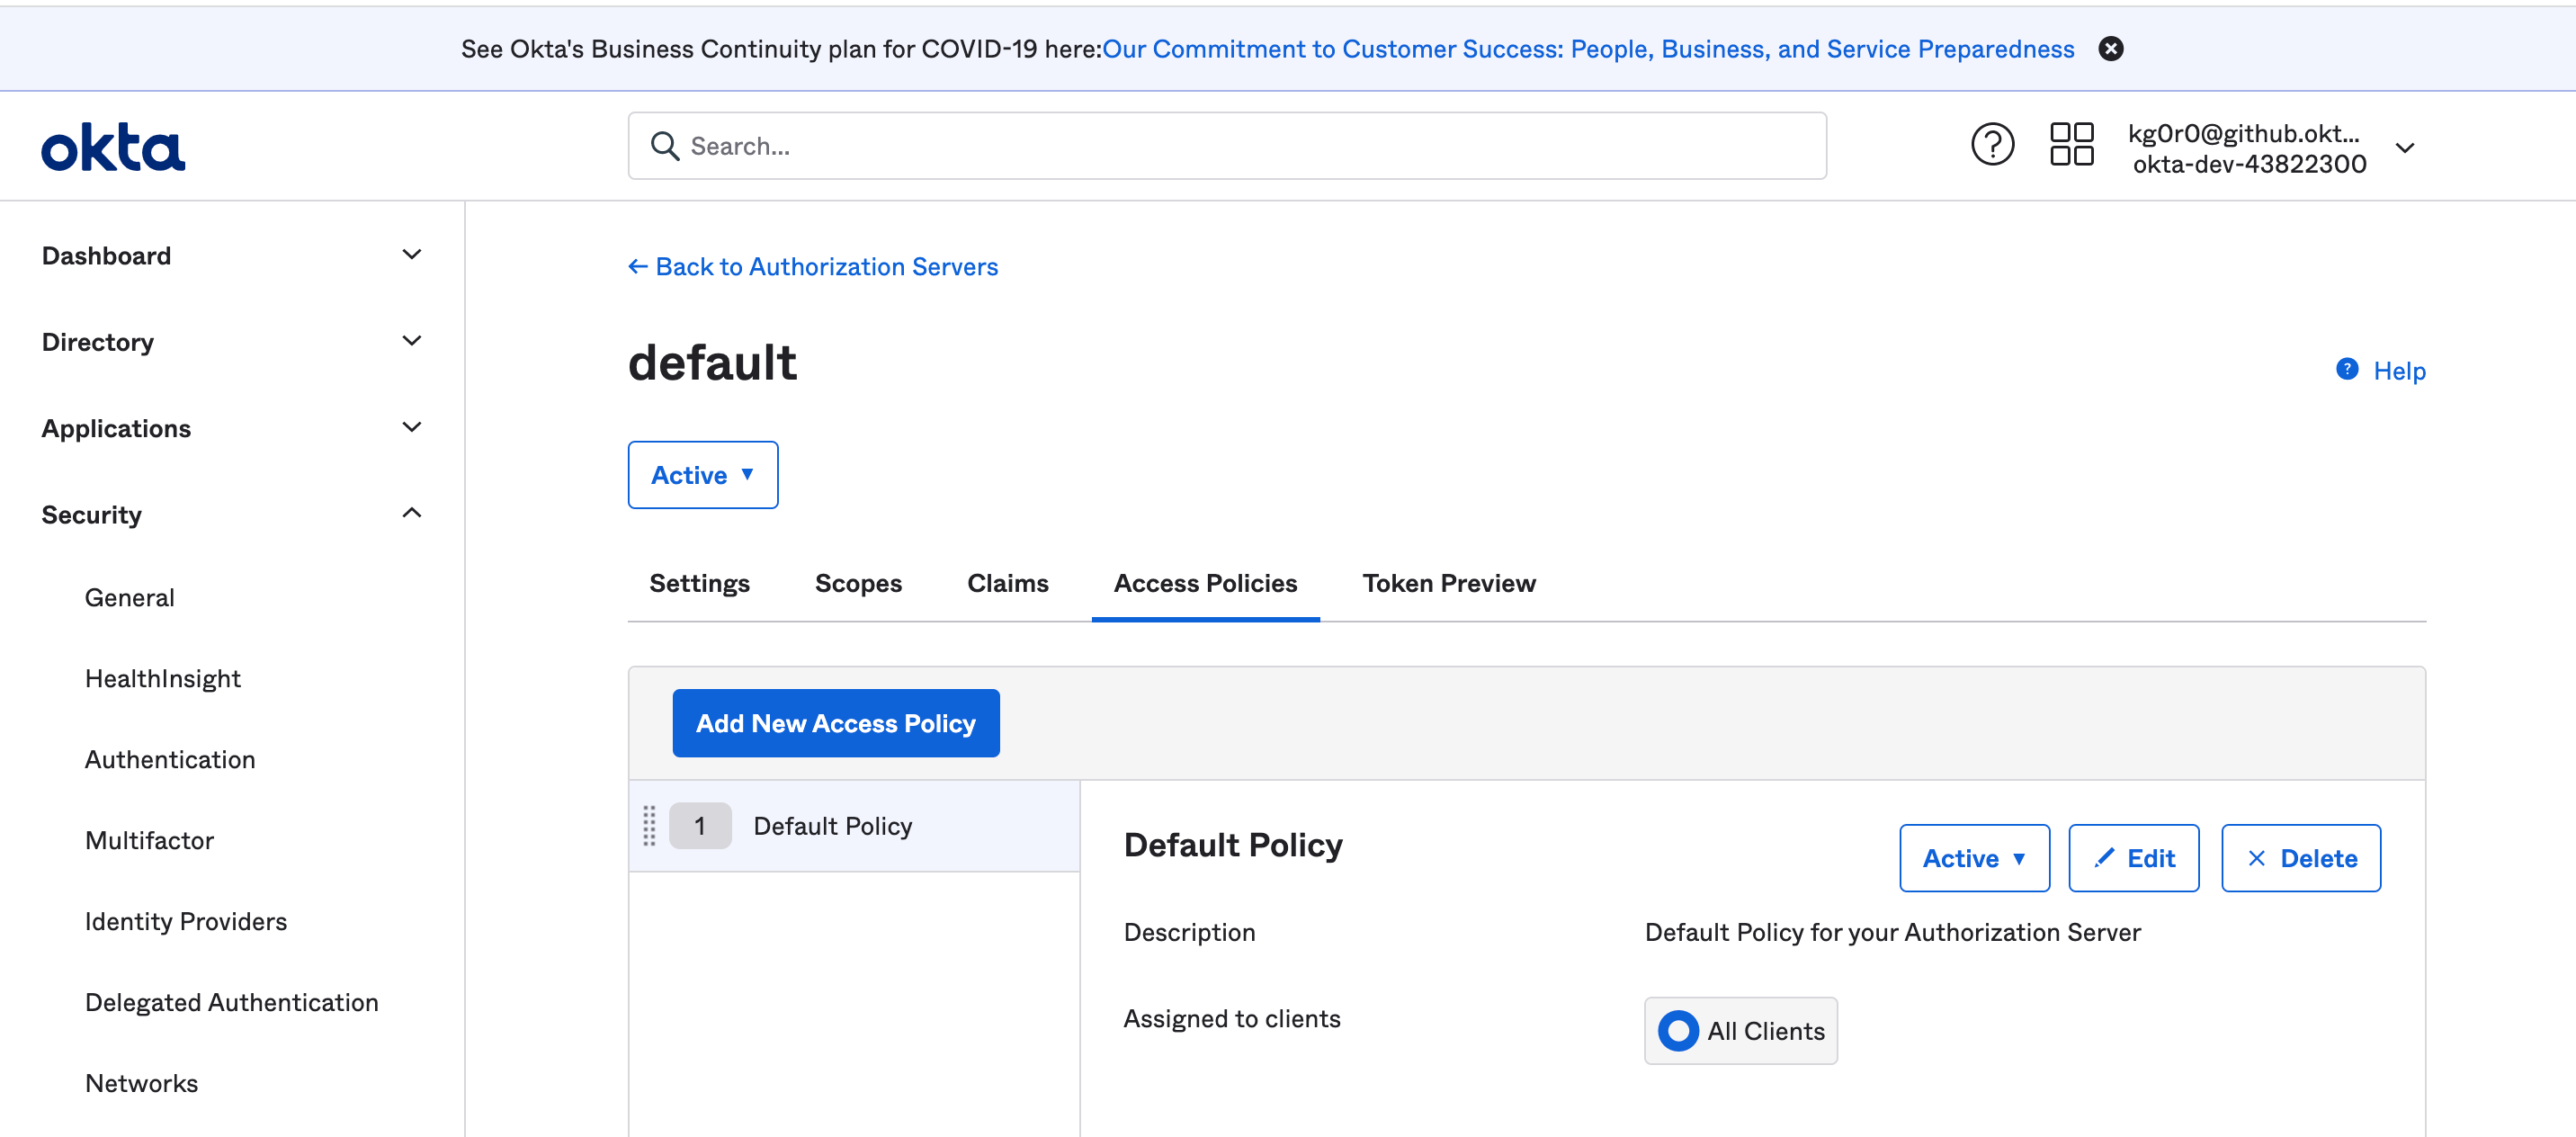 See Okta's Business Continuity plan for COVID-19 here:Our Commitment to Customer Success: People, Business, and Service Preparedness
okta
Search...
kg0r0@github.okt...
okta-dev-43822300
Dashboard
Directory
Applications
Security
General
HealthInsight
Authentication
Multifactor
Identity Providers
Delegated Authentication
Networks
← Back to Authorization Servers
default
Help
Active ▼
Settings Scopes Claims Access Policies Token Preview
Add New Access Policy
1 Default Policy
Default Policy
Active ▼ Edit Delete
Description Default Policy for your Authorization Server
Assigned to clients All Clients